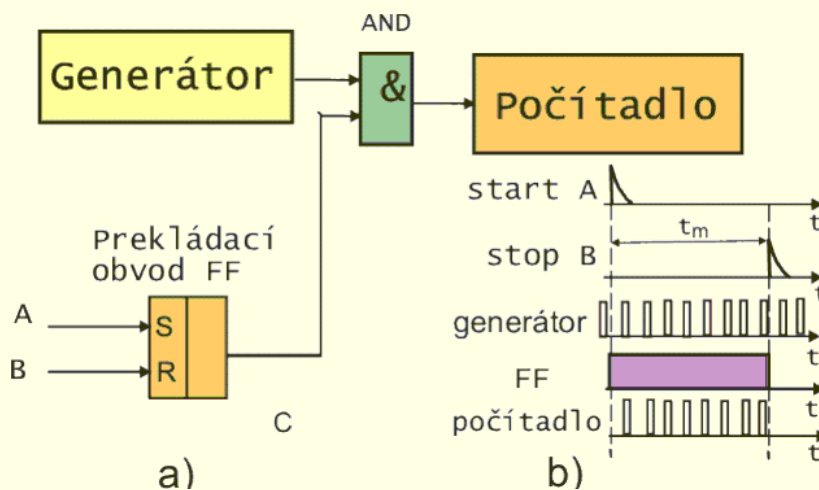 AND
Generátor
&
Počítadlo
start A
t
Prekládací
obvod FF
t_m
stop B
t
A
S
generátor
t
B
R
FF
t
C
počítadlo
t
a)
b)